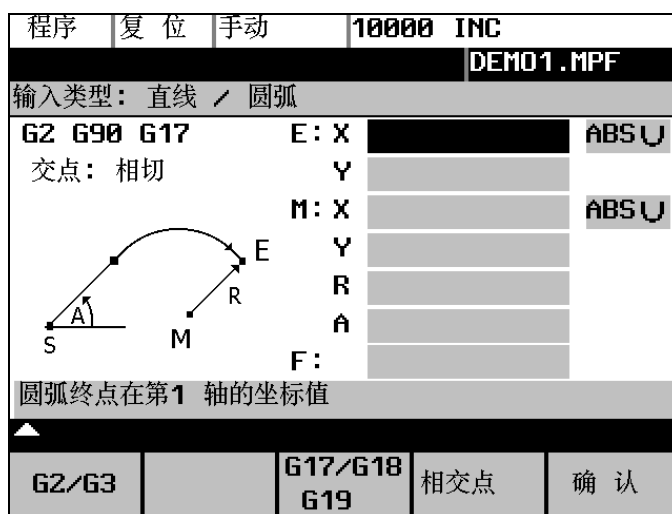 程序 复 位 手动 10000 INC
DEMO1.MPF
输入类型： 直线 / 圆弧
G2 G90 G17 E: X ABS
交点： 相切 Y
M: X ABS
Y
R
A
F:
E
R
A
S
M
圆弧终点在第1 轴的坐标值
G2/G3 G17/G18 相交点 确 认
G19